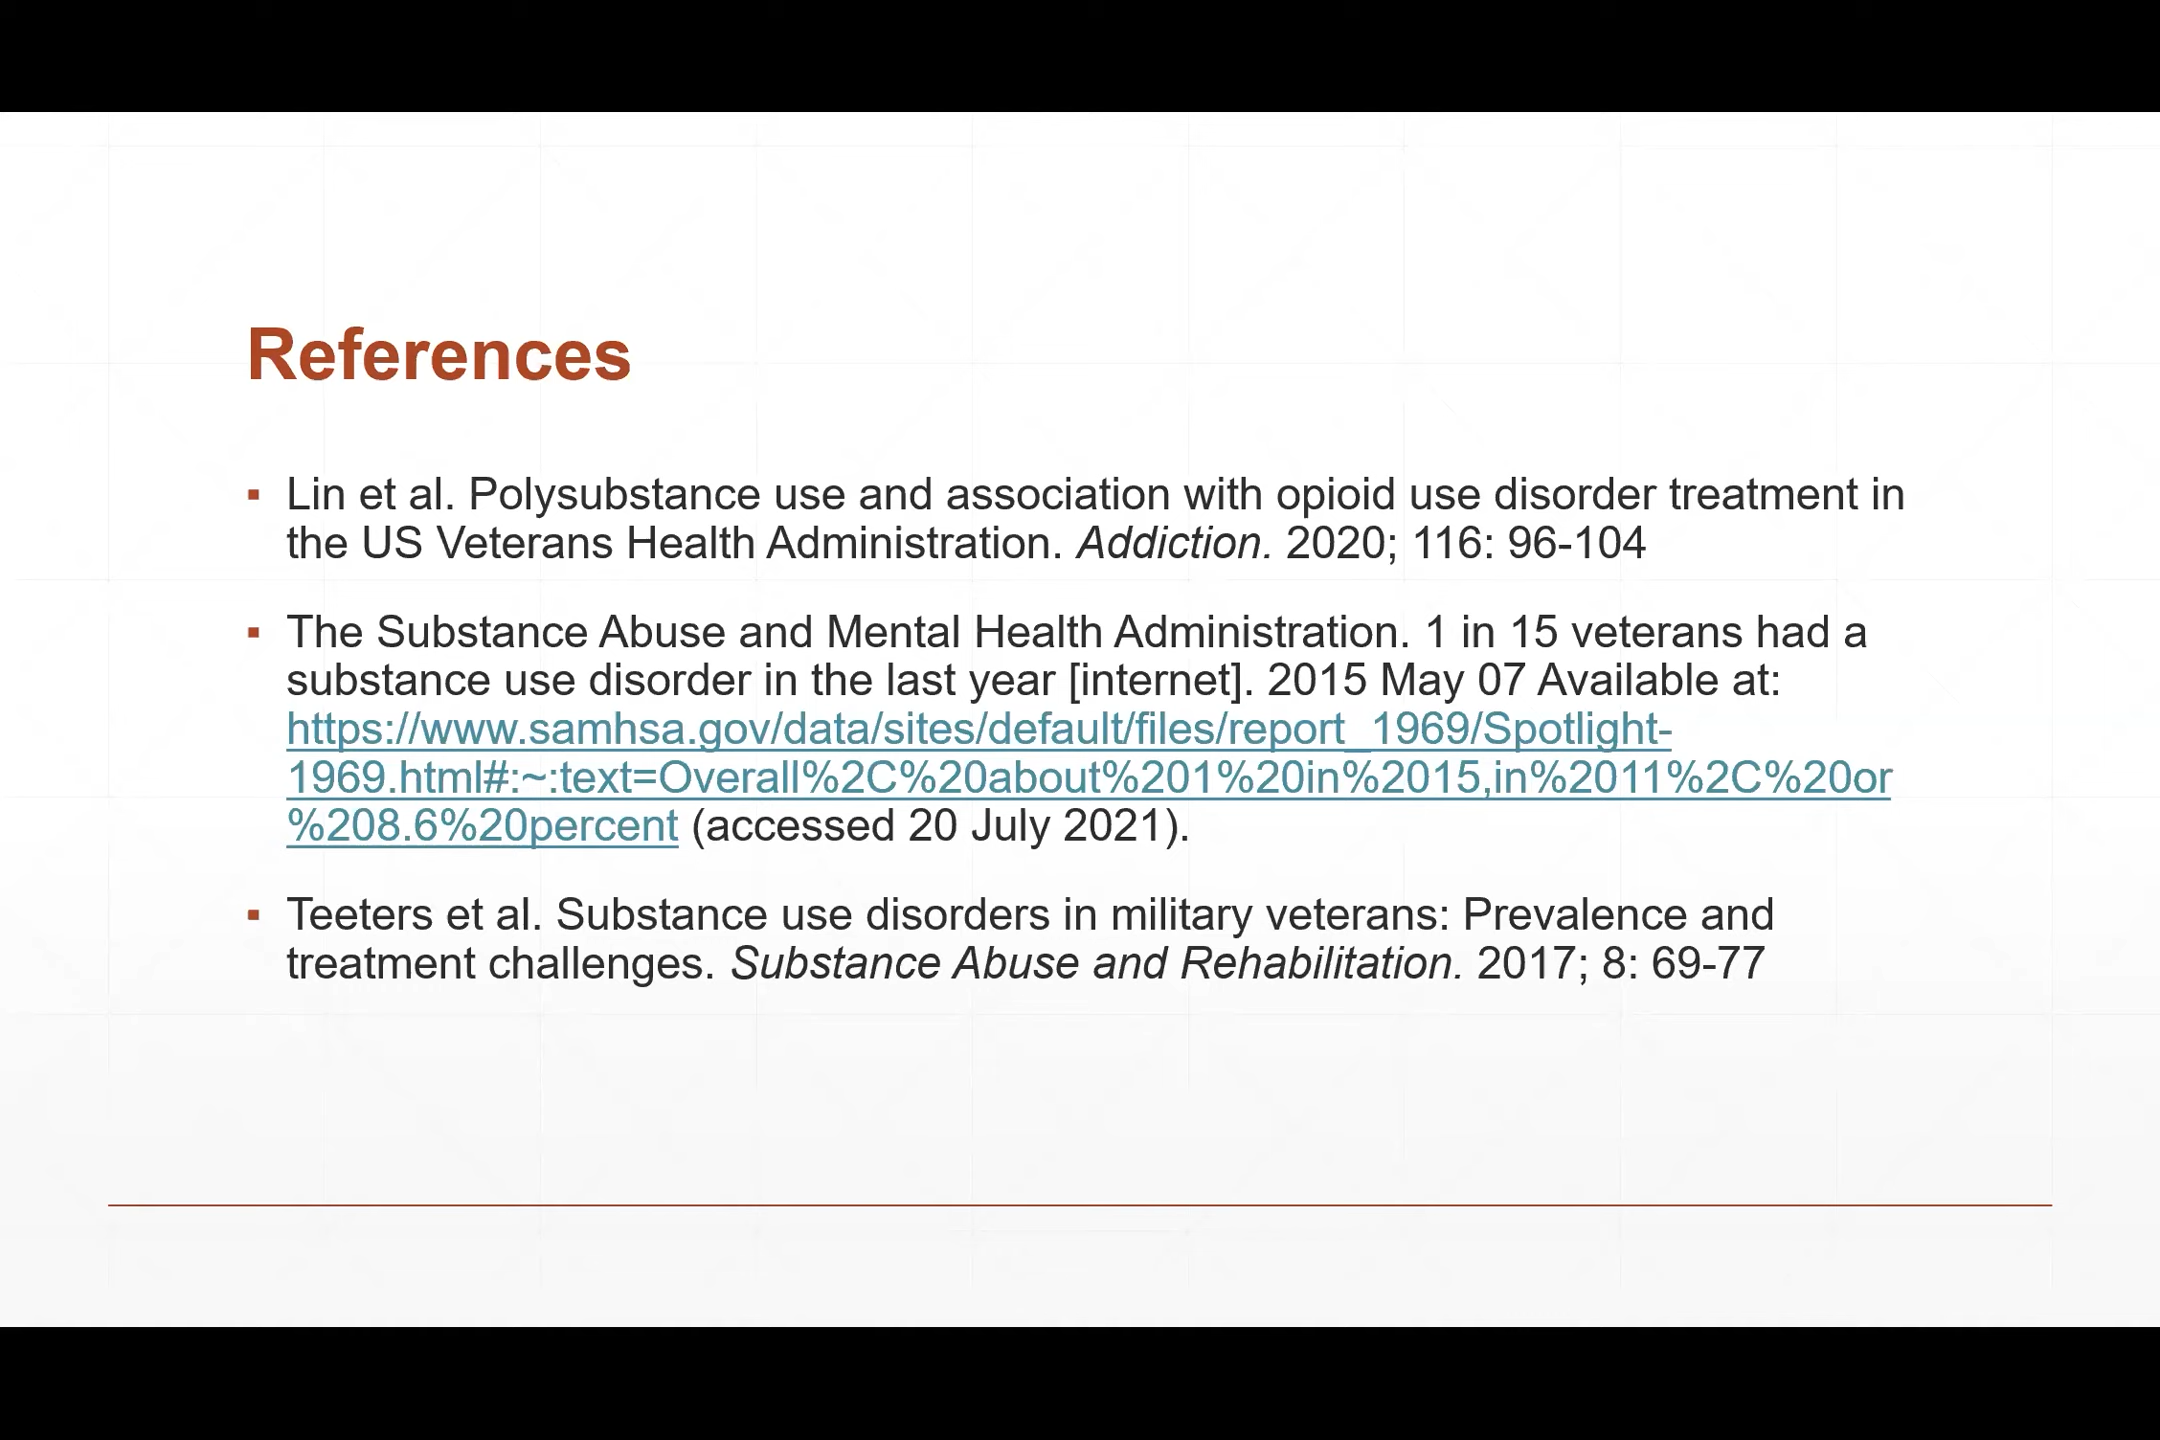 References
▪ Lin et al. Polysubstance use and association with opioid use disorder treatment in
the US Veterans Health Administration. Addiction. 2020; 116: 96-104
▪ The Substance Abuse and Mental Health Administration. 1 in 15 veterans had a
substance use disorder in the last year [internet]. 2015 May 07 Available at:
https://www.samhsa.gov/data/sites/default/files/report_1969/Spotlight-
1969.html#:~:text=Overall%2C%20about%201%20in%2015,in%2011%2C%20or
%208.6%20percent (accessed 20 July 2021).
▪ Teeters et al. Substance use disorders in military veterans: Prevalence and
treatment challenges. Substance Abuse and Rehabilitation. 2017; 8: 69-77